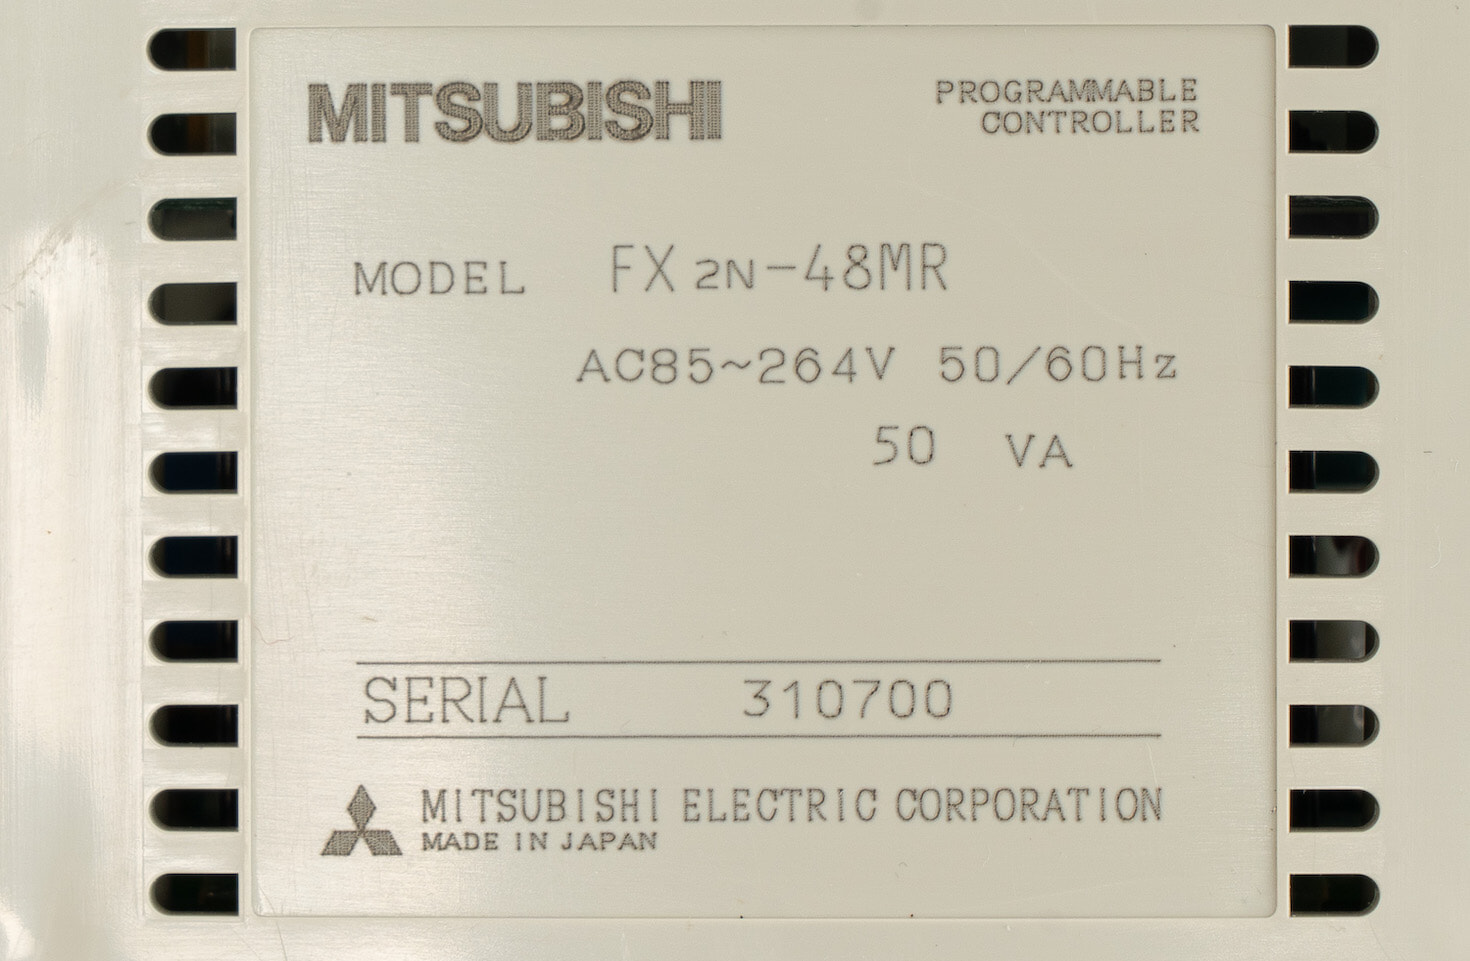 MITSUBISHI
PROGRAMMABLE
CONTROLLER
MODEL FX2N-48MR
AC85~264V 50/60Hz
50 VA
SERIAL 310700
MITSUBISHI ELECTRIC CORPORATION
MADE IN JAPAN